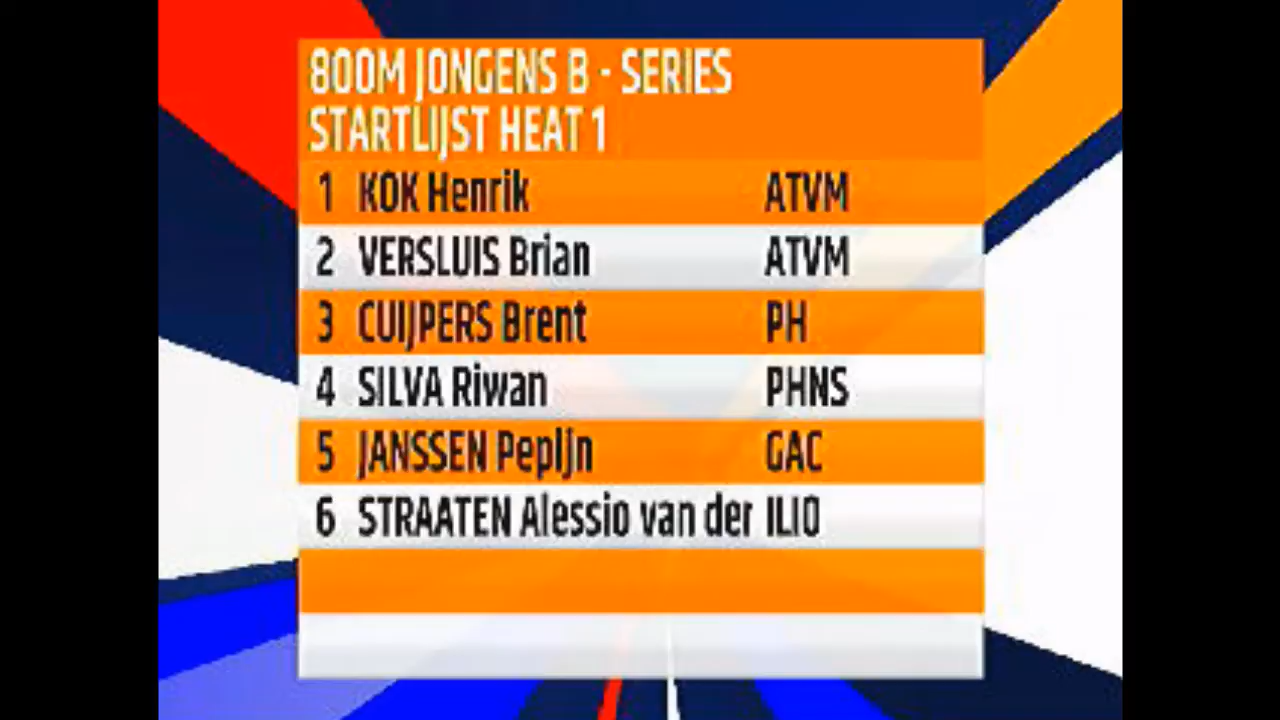 800M JONGENS B - SERIES
STARTLIJST HEAT 1
1 KOK Henrik ATVM
2 VERSLUIS Brian ATVM
3 CUIJPERS Brent PH
4 SILVA Riwan PHNS
5 JANSSEN Pepijn GAC
6 STRAATEN Alessio van der ILIO